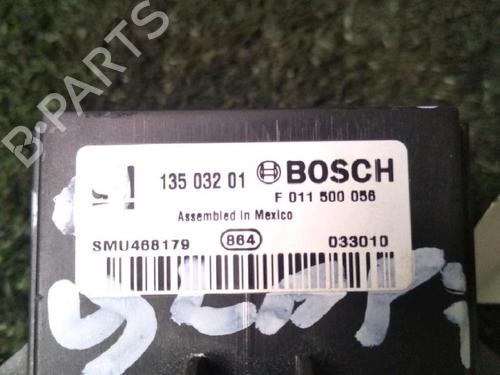 B-PARTS
135 032 01 BOSCH
F 011 500 056
Assembled in Mexico
SMU468179 864 033010